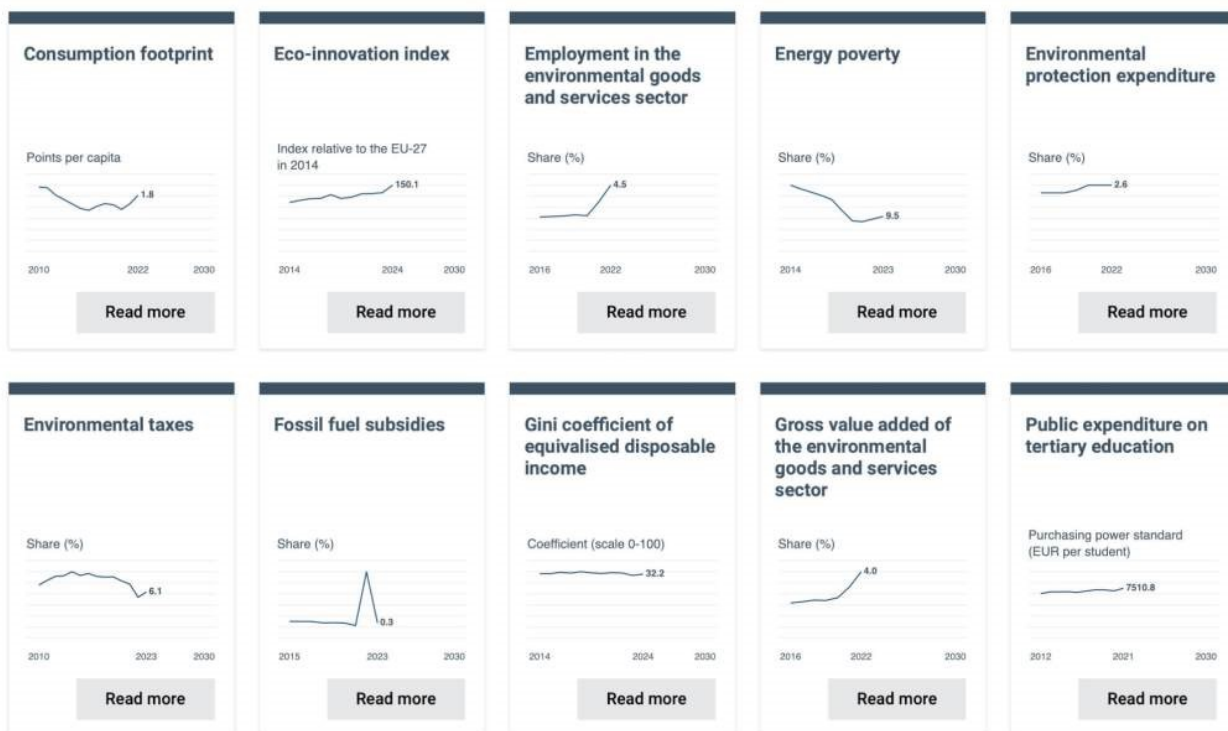 Consumption footprint
Points per capita
1.8
2010 2022 2030
Read more
Eco-innovation index
Index relative to the EU-27
in 2014
150.1
2014 2024 2030
Read more
Employment in the
environmental goods
and services sector
Share (%)
4.5
2016 2022 2030
Read more
Energy poverty
Share (%)
9.5
2014 2023 2030
Read more
Environmental
protection expenditure
Share (%)
2.6
2016 2022 2030
Read more
Environmental taxes
Share (%)
6.1
2010 2023 2030
Read more
Fossil fuel subsidies
Share (%)
0.3
2015 2023 2030
Read more
Gini coefficient of
equivalised disposable
income
Coefficient (scale 0-100)
32.2
2014 2024 2030
Read more
Gross value added of
the environmental
goods and services
sector
Share (%)
4.0
2016 2022 2030
Read more
Public expenditure on
tertiary education
Purchasing power standard
(EUR per student)
7510.8
2012 2021 2030
Read more